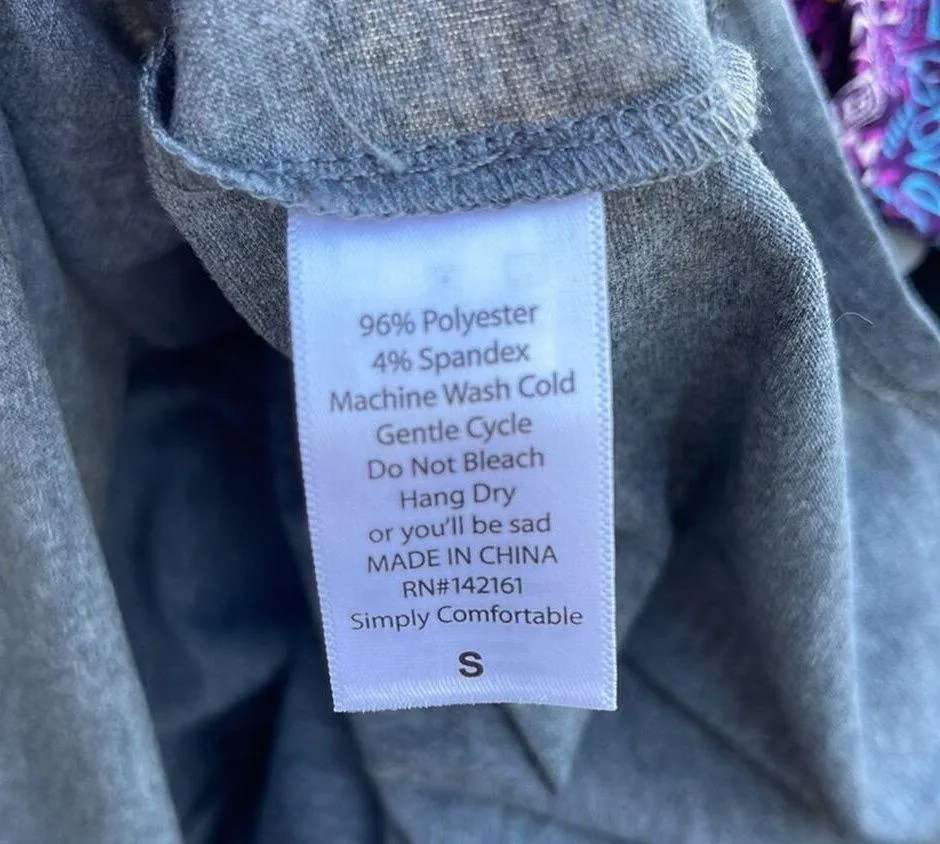 96% Polyester
4% Spandex
Machine Wash Cold
Gentle Cycle
Do Not Bleach
Hang Dry
or you'll be sad
MADE IN CHINA
RN#142161
Simply Comfortable
S